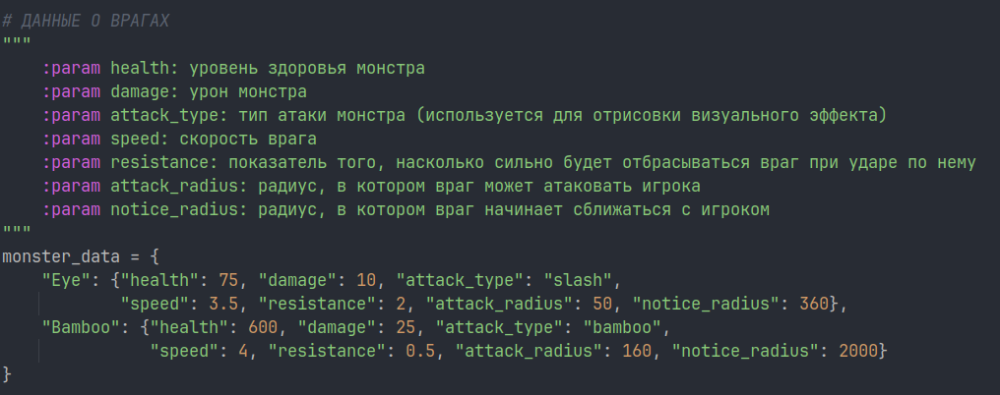 # ДАННЫЕ О ВРАГАХ
"""
    :param health: уровень здоровья монстра
    :param damage: урон монстра
    :param attack_type: тип атаки монстра (используется для отрисовки визуального эффекта)
    :param speed: скорость врага
    :param resistance: показатель того, насколько сильно будет отбрасываться враг при ударе по нему
    :param attack_radius: радиус, в котором враг может атаковать игрока
    :param notice_radius: радиус, в котором враг начинает сближаться с игроком
"""
monster_data = {
    "Eye": {"health": 75, "damage": 10, "attack_type": "slash",
            "speed": 3.5, "resistance": 2, "attack_radius": 50, "notice_radius": 360},
    "Bamboo": {"health": 600, "damage": 25, "attack_type": "bamboo",
               "speed": 4, "resistance": 0.5, "attack_radius": 160, "notice_radius": 2000}
}